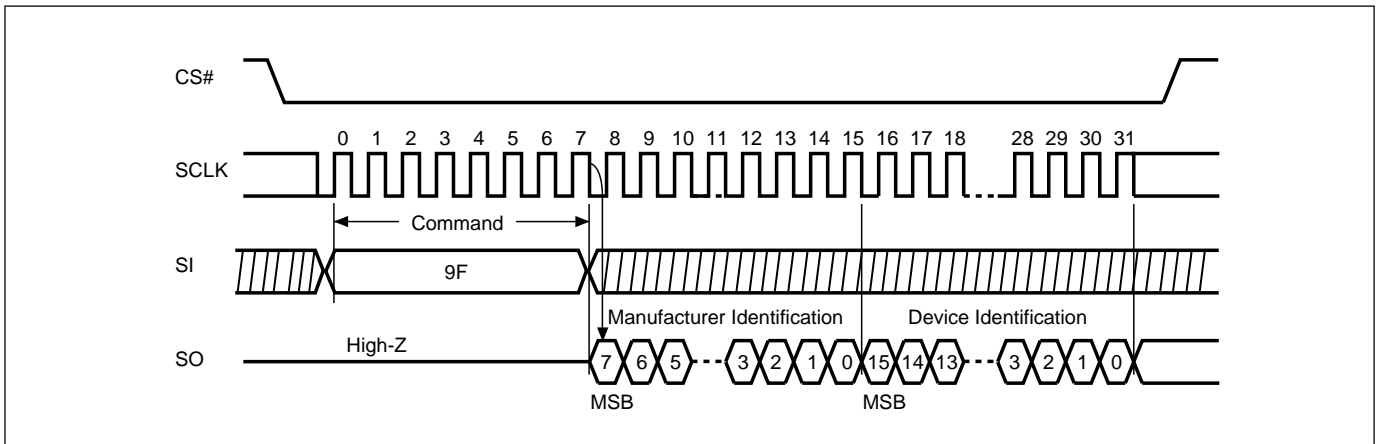 CS#
0 1 2 3 4 5 6 7 8 9 10 11 12 13 14 15 16 17 18 28 29 30 31
SCLK
Command
SI
9F
Manufacturer Identification Device Identification
High-Z
SO
7 6 5 3 2 1 0 15 14 13 3 2 1 0
MSB MSB